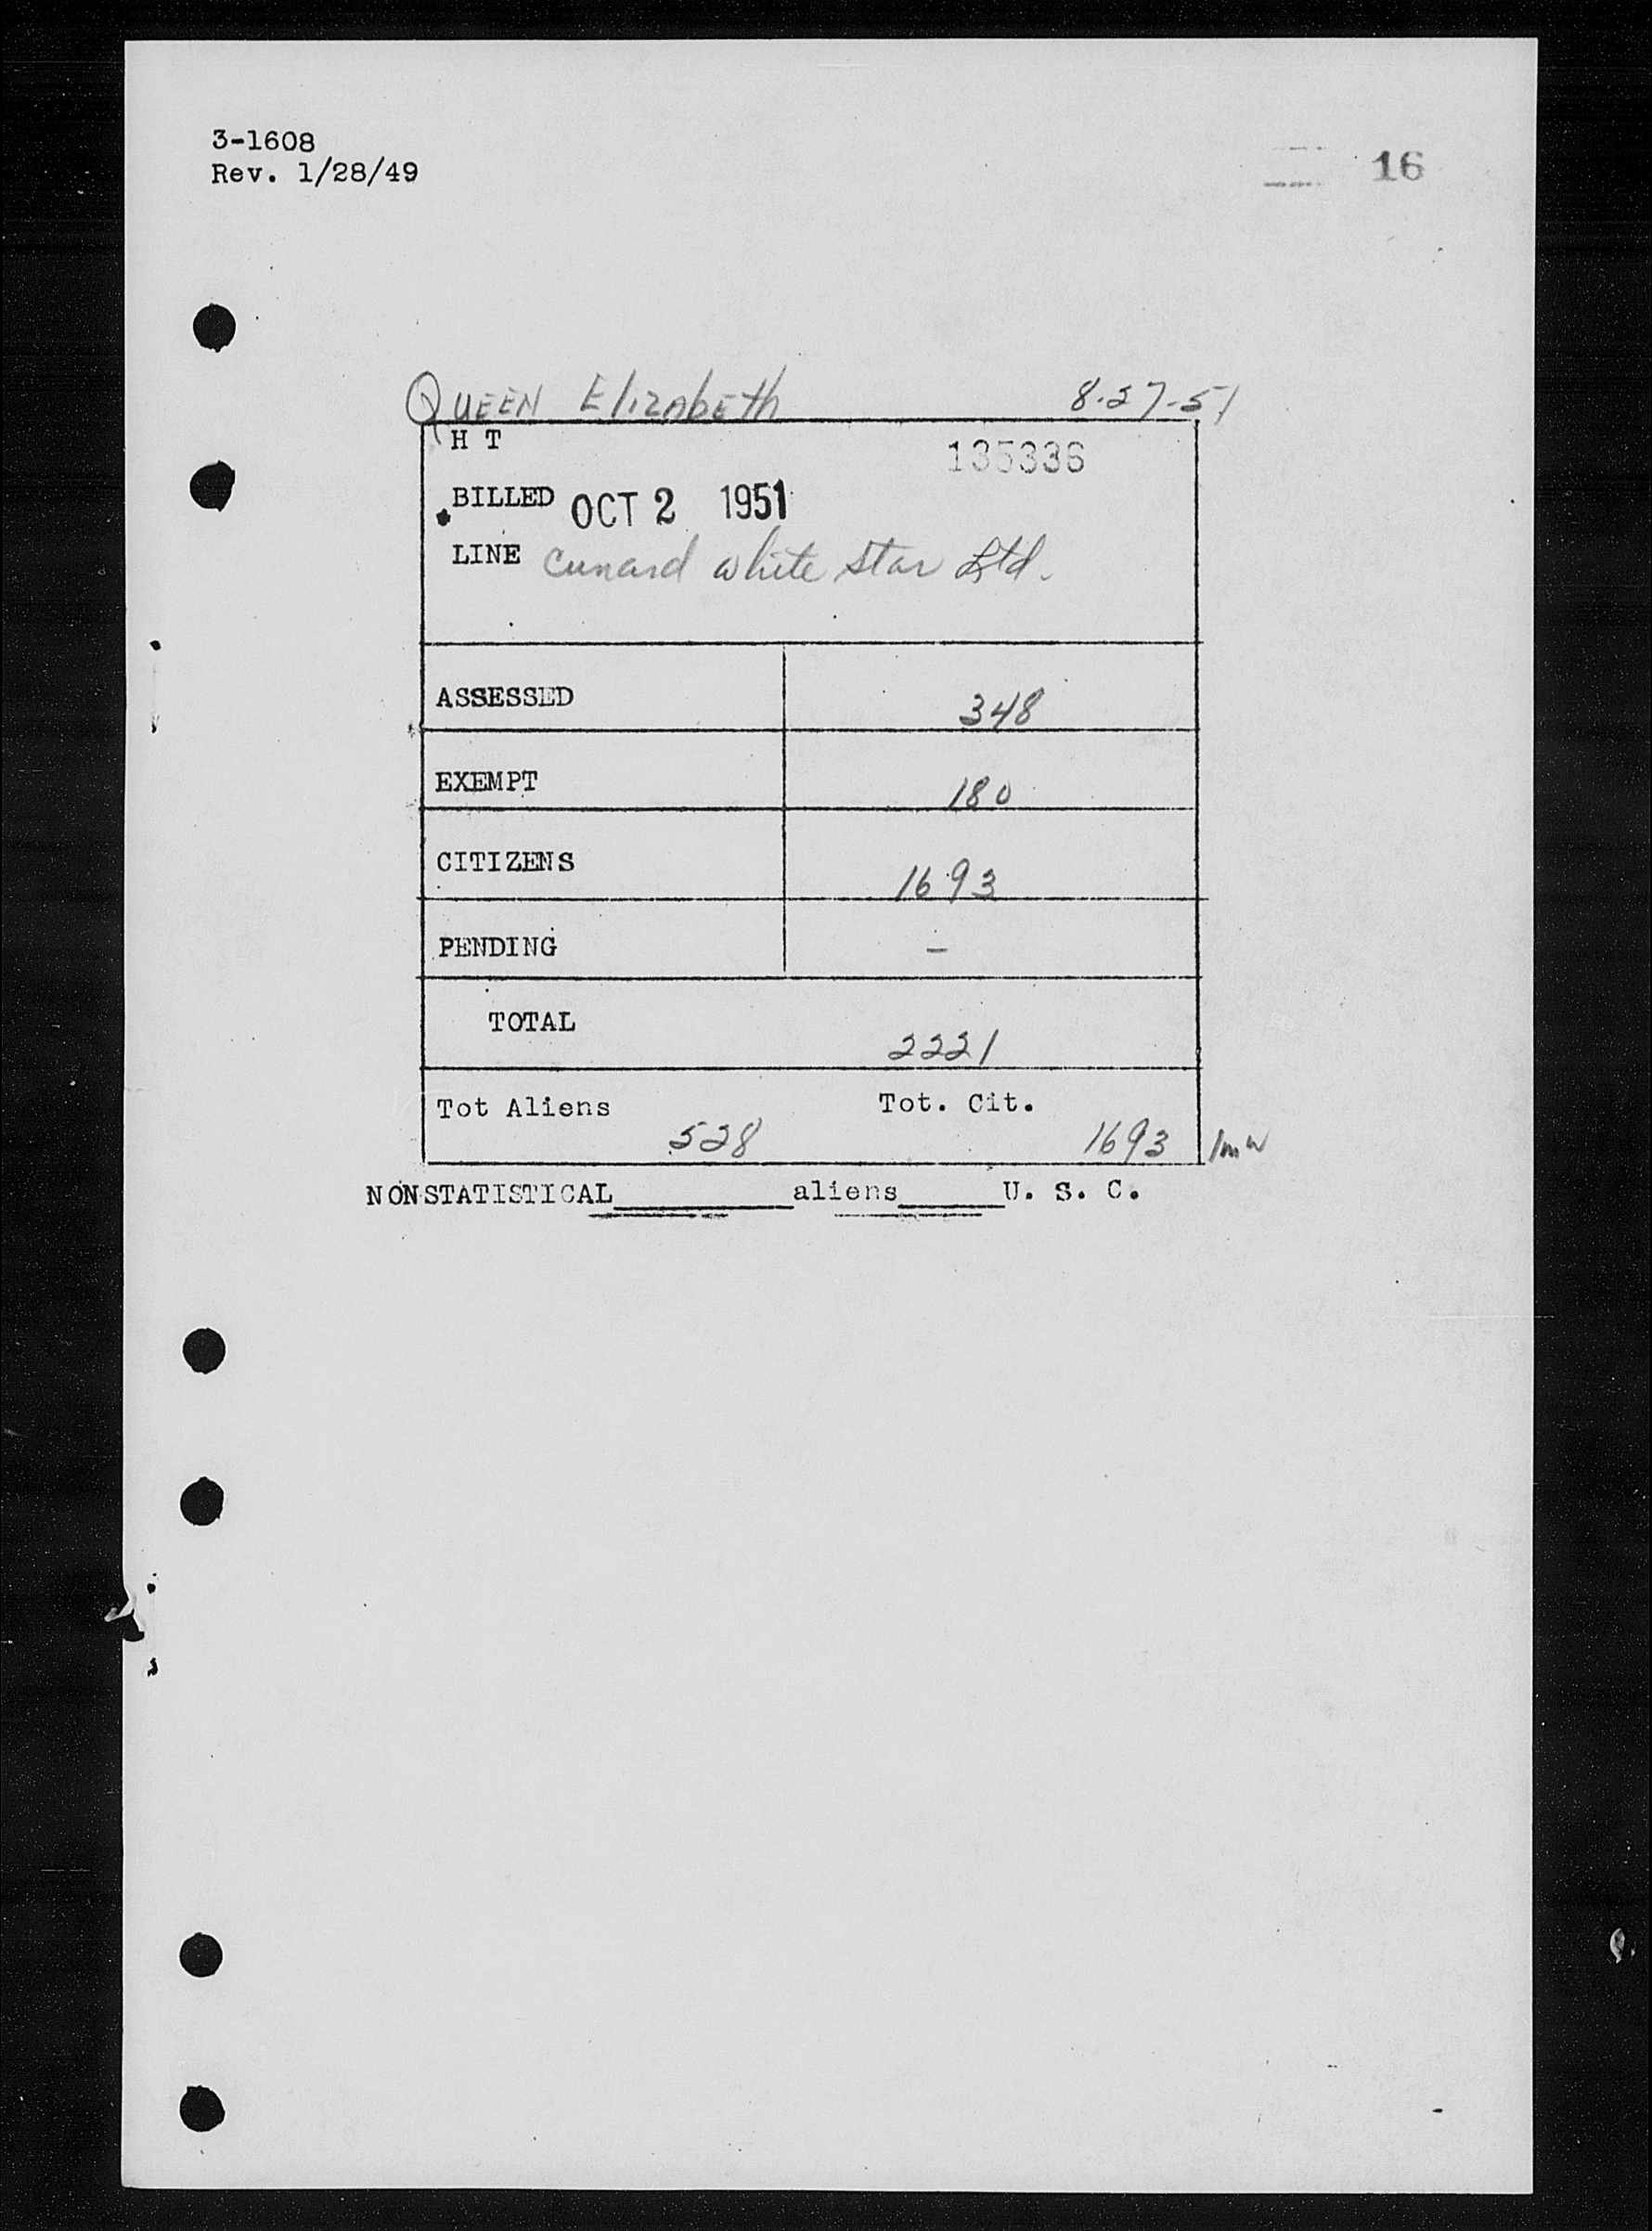 3-1608
Rev. 1/28/49
16
QUEEN Elizabeth 8-27-51
H T 135336
BILLED OCT 2 1951
LINE Cunard White Star Ltd.
ASSESSED 348
EXEMPT 180
CITIZENS 1693
PENDING -
TOTAL 2221
Tot Aliens Tot. Cit.
528 1693
NONSTATISTICAL aliens U. S. C.